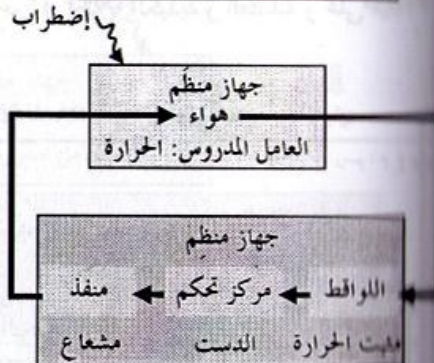 إضطراب
جهاز منظَم
هواء
العامل المدروس: الحرارة
جهاز منظِم
اللواقط مركز تحكم منفذ
الحرارة الدست مشعاع